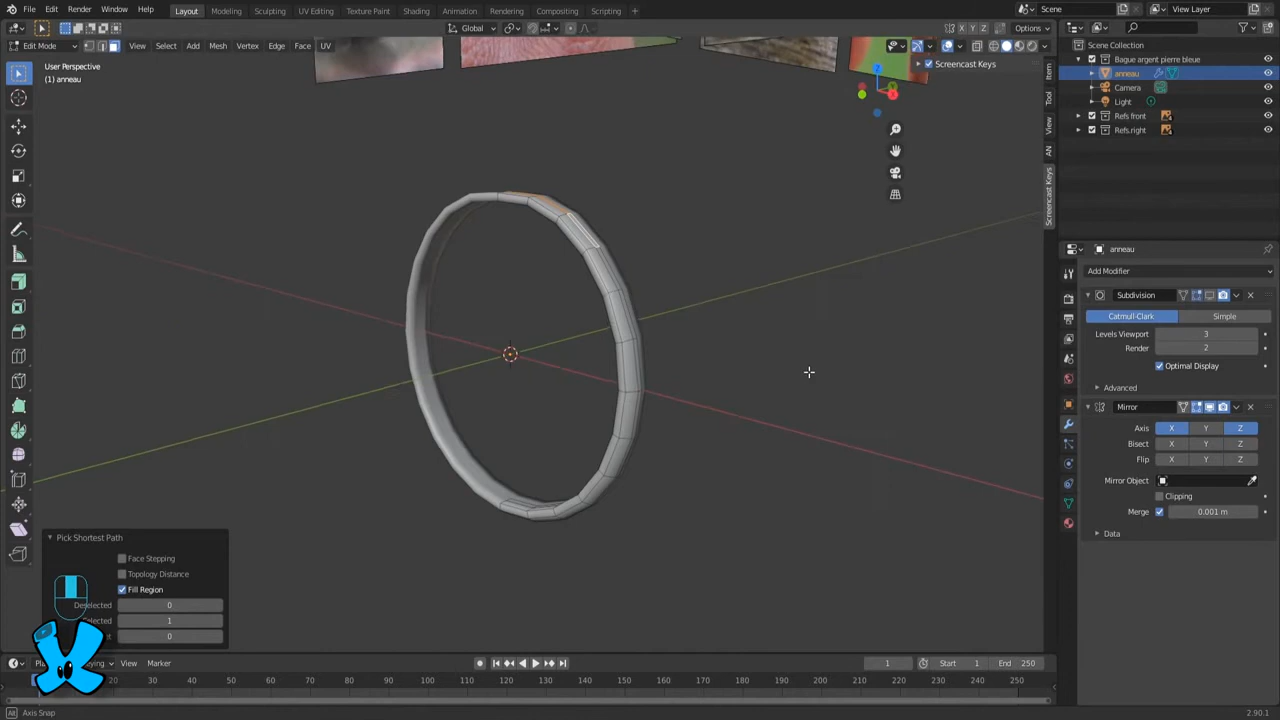 File Edit Render Window Help Layout Modeling Sculpting UV Editing Texture Paint Shading Animation Rendering Compositing Scripting + Scene View Layer
Global X Y Z Options
Edit Mode View Select Add Mesh Vertex Edge Face UV
User Perspective
(1) anneau
Screencast Keys
Item
Tool
View
AN
Screencast Keys
Scene Collection
Bague argent pierre bleue
anneau
Camera
Light
Refs front
Refs.right
anneau
Add Modifier
Subdivision
Catmull-Clark Simple
Levels Viewport 3
Render 2
Optimal Display
Advanced
Mirror
Axis X Y Z
Bisect X Y Z
Flip X Y Z
Mirror Object
Clipping
Merge 0.001 m
Data
Pick Shortest Path
Face Stepping
Topology Distance
Fill Region
Deselected 0
Selected 1
0
View Marker 1 Start 1 End 250
20 30 40 50 60 70 80 90 100 110 120 130 140 150 160 170 180 190 200 210 220 230 240 250
Axis Snap 2.90.1